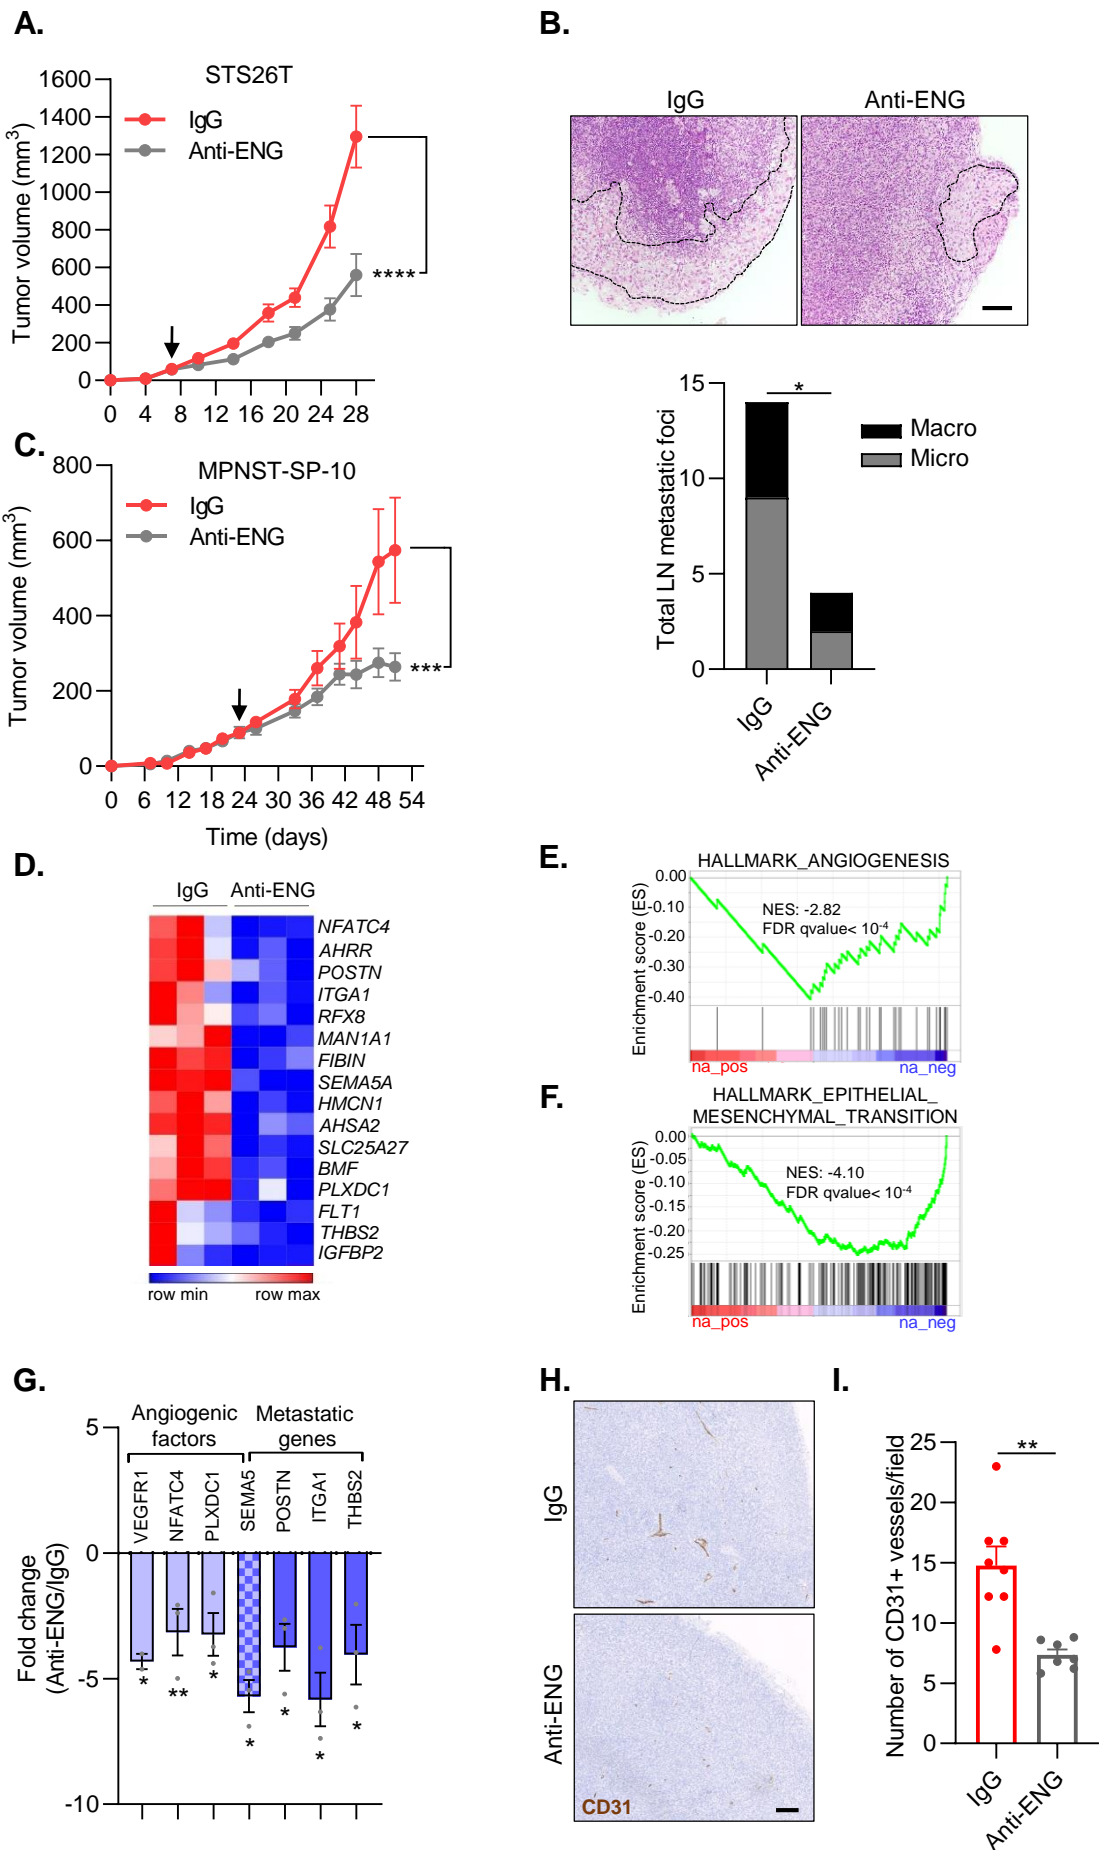 A.
STS26T
Tumor volume (mm3)
1600
1400
1200
1000
800
600
400
200
0
IgG
Anti-ENG
****
0 4 8 12 16 20 24 28
B.
IgG Anti-ENG
Total LN metastatic foci
15
10
5
0
*
Macro
Micro
IgG
Anti-ENG
C.
MPNST-SP-10
Tumor volume (mm3)
800
600
400
200
0
IgG
Anti-ENG
***
0 6 12 18 24 30 36 42 48 54
Time (days)
D.
IgG Anti-ENG
NFATC4
AHRR
POSTN
ITGA1
RFX8
MAN1A1
FIBIN
SEMA5A
HMCN1
AHSA2
SLC25A27
BMF
PLXDC1
FLT1
THBS2
IGFBP2
row min row max
E.
HALLMARK_ANGIOGENESIS
Enrichment score (ES)
0.00
-0.10
-0.20
-0.30
-0.40
NES: -2.82
FDR qvalue< 10-4
na_pos na_neg
F.
HALLMARK_EPITHELIAL_
MESENCHYMAL_TRANSITION
Enrichment score (ES)
0.00
-0.05
-0.10
-0.15
-0.20
-0.25
NES: -4.10
FDR qvalue< 10-4
na_pos na_neg
G.
Fold change
(Anti-ENG/IgG)
5
0
-5
-10
Angiogenic
factors
Metastatic
genes
VEGFR1
NFATC4
PLXDC1
SEMA5
POSTN
ITGA1
THBS2
*
**
*
*
*
*
*
H.
IgG
Anti-ENG
CD31
I.
Number of CD31+ vessels/field
25
20
15
10
5
0
**
IgG
Anti-ENG